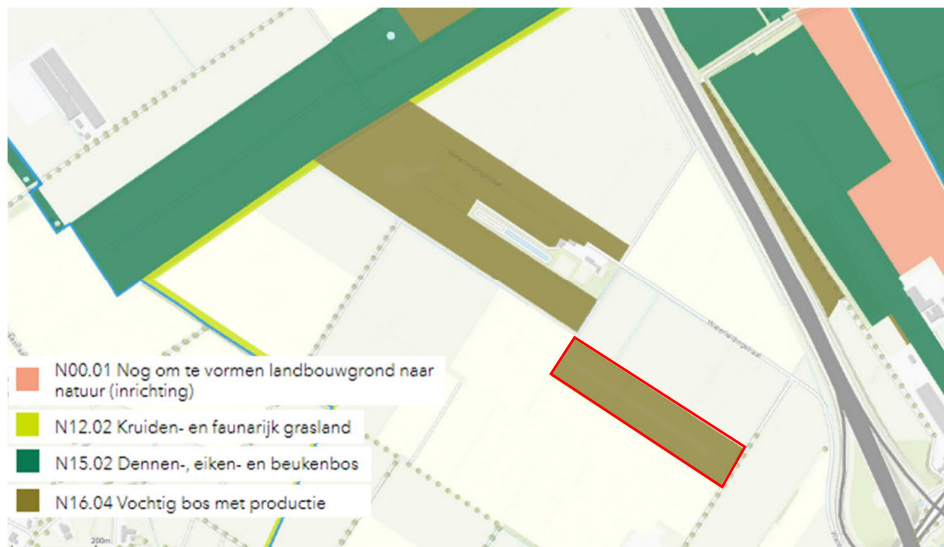 Waterleidingstraat
N00.01 Nog om te vormen landbouwgrond naar
natuur (inrichting)
N12.02 Kruiden- en faunarijk grasland
N15.02 Dennen-, eiken- en beukenbos
N16.04 Vochtig bos met productie
200m